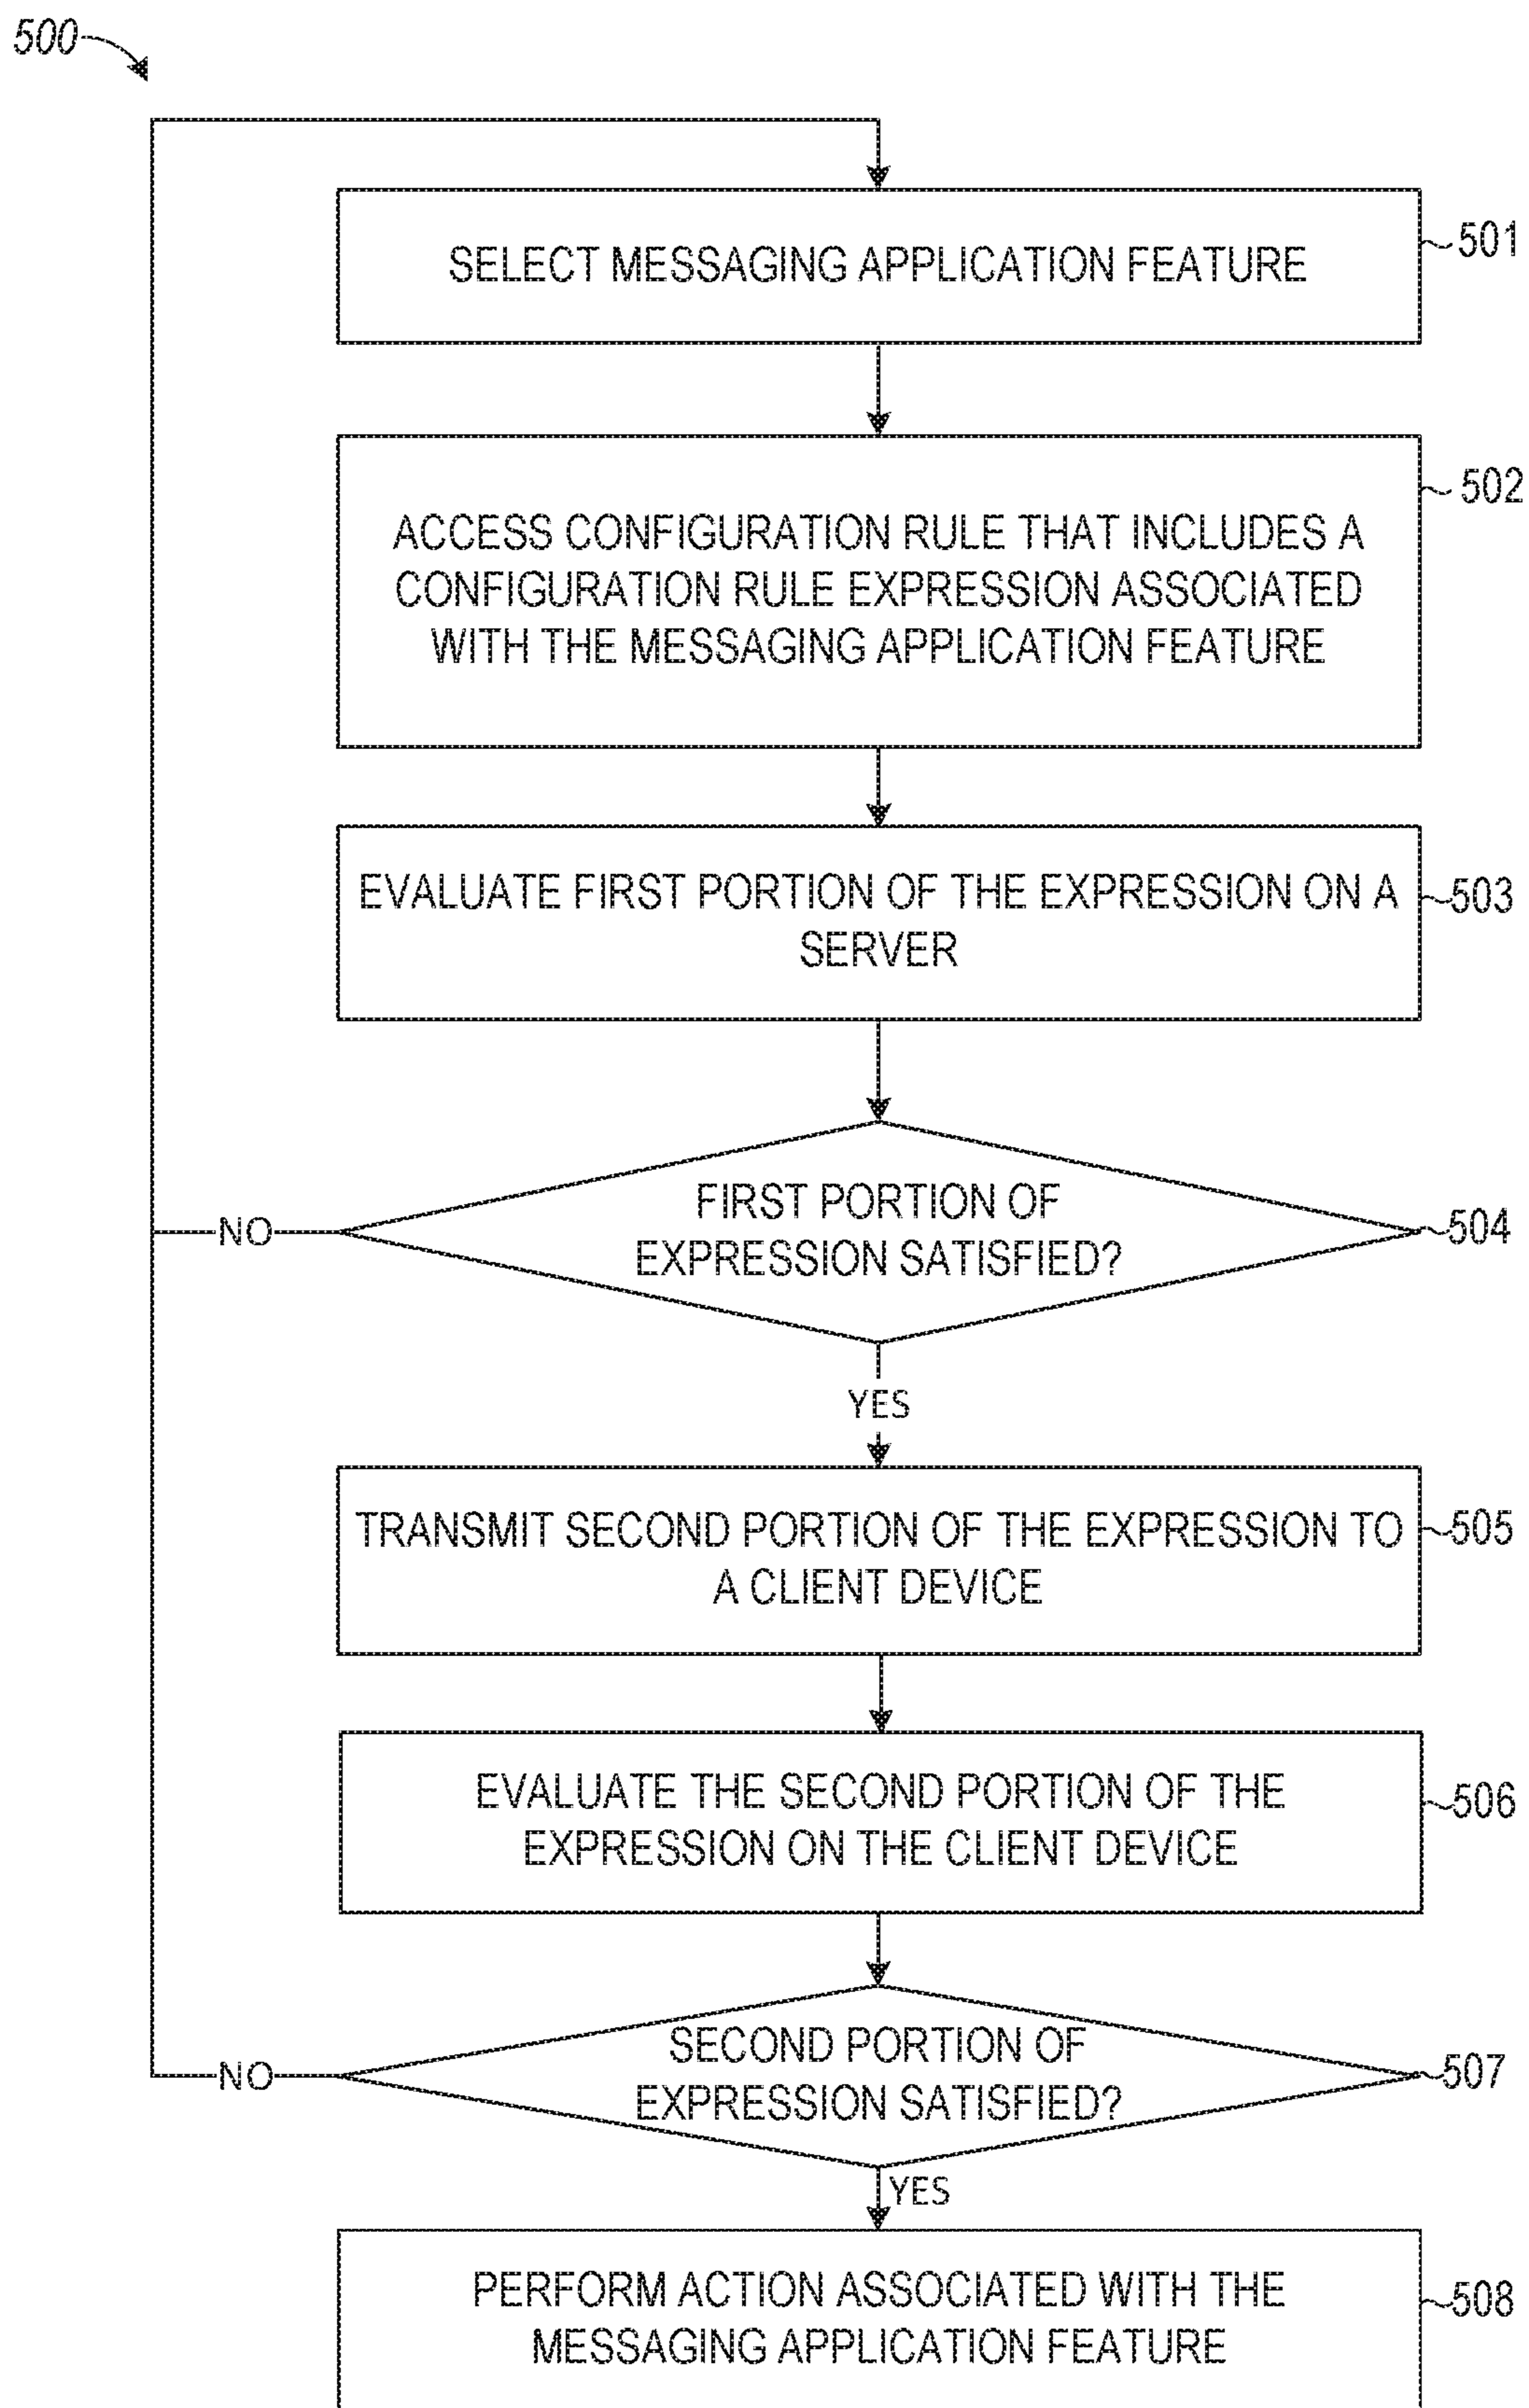 500
SELECT MESSAGING APPLICATION FEATURE
501
ACCESS CONFIGURATION RULE THAT INCLUDES A
CONFIGURATION RULE EXPRESSION ASSOCIATED
WITH THE MESSAGING APPLICATION FEATURE
502
EVALUATE FIRST PORTION OF THE EXPRESSION ON A
SERVER
503
FIRST PORTION OF
EXPRESSION SATISFIED?
504
NO
YES
TRANSMIT SECOND PORTION OF THE EXPRESSION TO
A CLIENT DEVICE
505
EVALUATE THE SECOND PORTION OF THE
EXPRESSION ON THE CLIENT DEVICE
506
SECOND PORTION OF
EXPRESSION SATISFIED?
507
NO
YES
PERFORM ACTION ASSOCIATED WITH THE
MESSAGING APPLICATION FEATURE
508